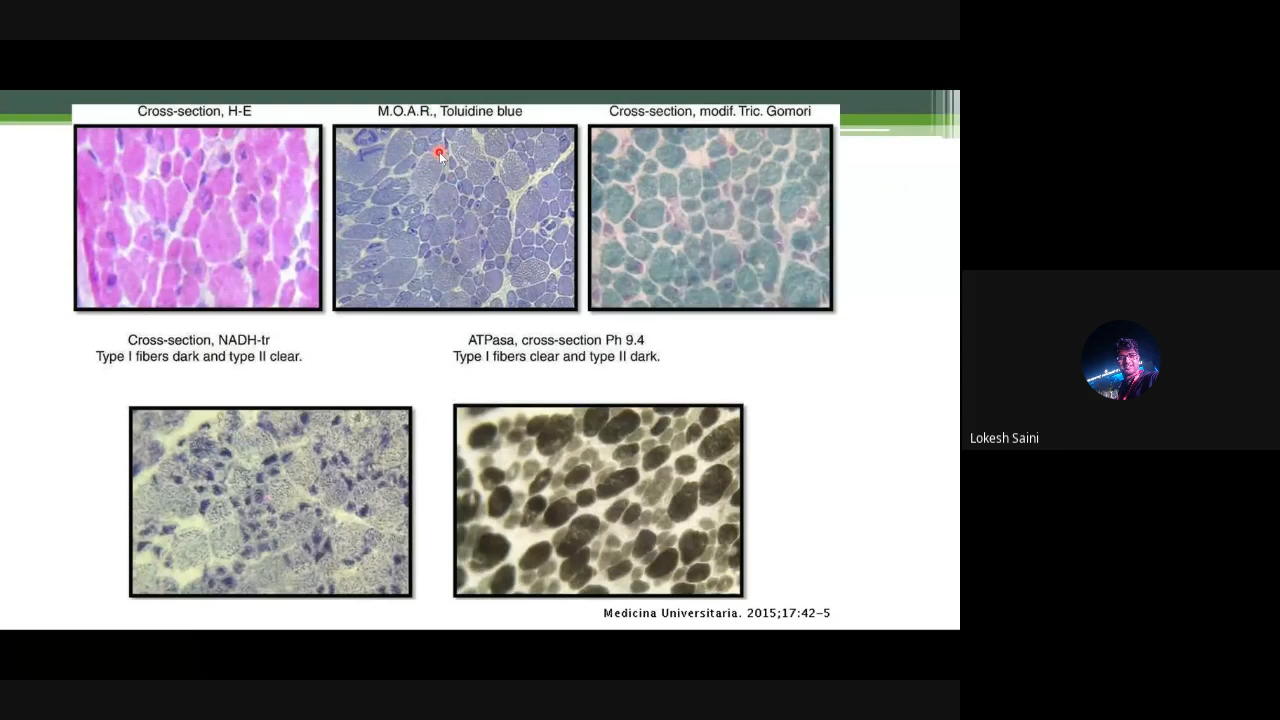 Cross-section, H-E
M.O.A.R., Toluidine blue
Cross-section, modif. Tric. Gomori
Cross-section, NADH-tr
Type I fibers dark and type II clear.
ATPasa, cross-section Ph 9.4
Type I fibers clear and type II dark.
Medicina Universitaria. 2015;17:42–5
Lokesh Saini